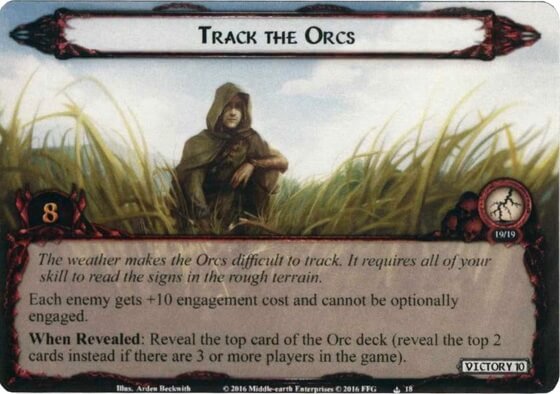 TRACK THE ORCS
8
19/19
The weather makes the Orcs difficult to track. It requires all of your
skill to read the signs in the rough terrain.
Each enemy gets +10 engagement cost and cannot be optionally
engaged.
When Revealed: Reveal the top card of the Orc deck (reveal the top 2
cards instead if there are 3 or more players in the game).
VICTORY 10
Illus. Arden Beckwith © 2016 Middle-earth Enterprises © 2016 FFG 18